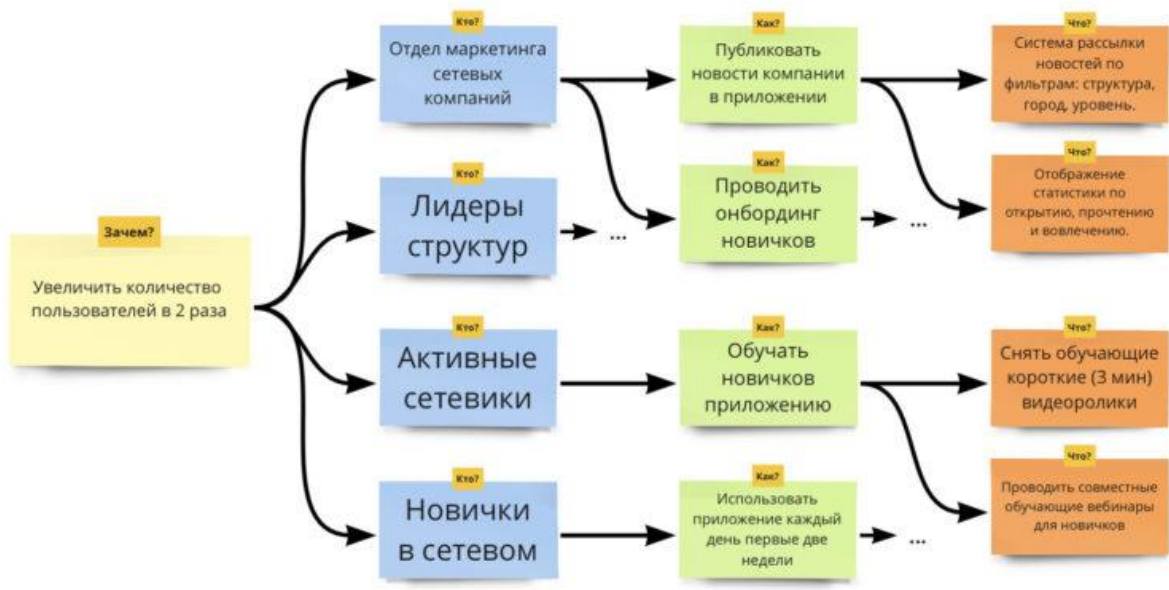 Кто?
Отдел маркетинга
сетевых
компаний
Как?
Публиковать
новости компании
в приложении
Что?
Система рассылки
новостей по
фильтрам: структура,
город, уровень.
Кто?
Лидеры
структур
...
Как?
Проводить
онбординг
новичков
...
Что?
Отображение
статистики по
открытию, прочтению
и вовлечению.
Зачем?
Увеличить количество
пользователей в 2 раза
Кто?
Активные
сетевики
Как?
Обучать
новичков
приложению
Что?
Снять обучающие
короткие (3 мин)
видеоролики
Кто?
Новички
в сетевом
Как?
Использовать
приложение каждый
день первые две
недели
...
Что?
Проводить совместные
обучающие вебинары
для новичков